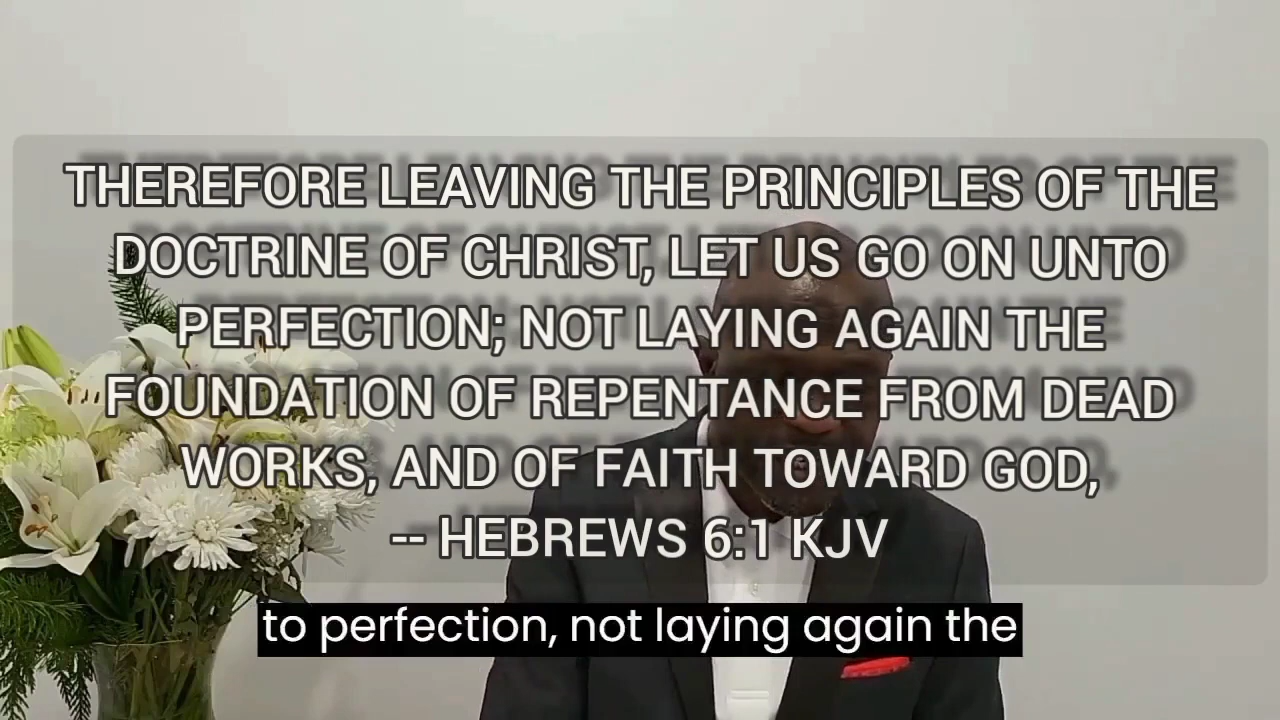 THEREFORE LEAVING THE PRINCIPLES OF THE
DOCTRINE OF CHRIST, LET US GO ON UNTO
PERFECTION; NOT LAYING AGAIN THE
FOUNDATION OF REPENTANCE FROM DEAD
WORKS, AND OF FAITH TOWARD GOD,
-- HEBREWS 6:1 KJV
to perfection, not laying again the